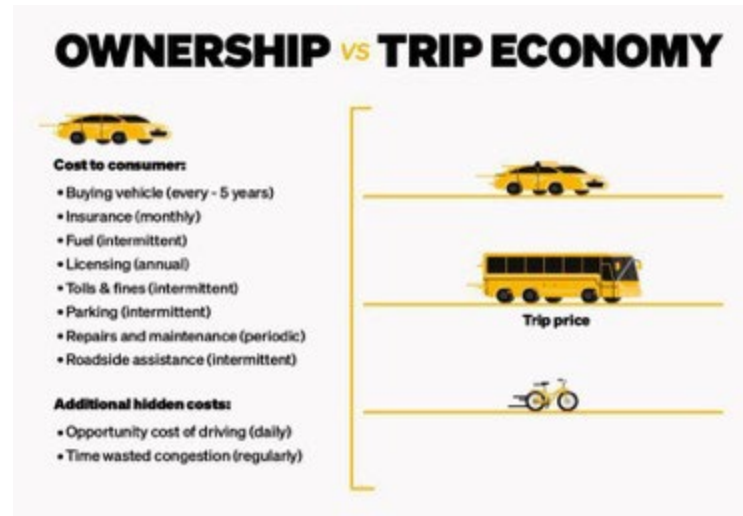 OWNERSHIP vs TRIP ECONOMY
Cost to consumer:
• Buying vehicle (every - 5 years)
• Insurance (monthly)
• Fuel (intermittent)
• Licensing (annual)
• Tolls & fines (intermittent)
• Parking (intermittent)
• Repairs and maintenance (periodic)
• Roadside assistance (intermittent)
Additional hidden costs:
• Opportunity cost of driving (daily)
• Time wasted congestion (regularly)
Trip price